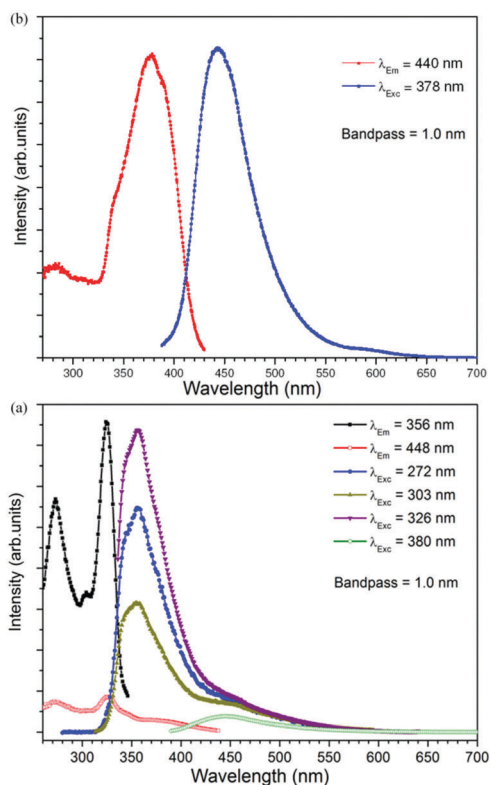 (b)
λEm = 440 nm
λExc = 378 nm
Bandpass = 1.0 nm
Intensity (arb.units)
300 350 400 450 500 550 600 650 700
Wavelength (nm)
(a)
λEm = 356 nm
λEm = 448 nm
λExc = 272 nm
λExc = 303 nm
λExc = 326 nm
λExc = 380 nm
Bandpass = 1.0 nm
Intensity (arb.units)
300 350 400 450 500 550 600 650 700
Wavelength (nm)